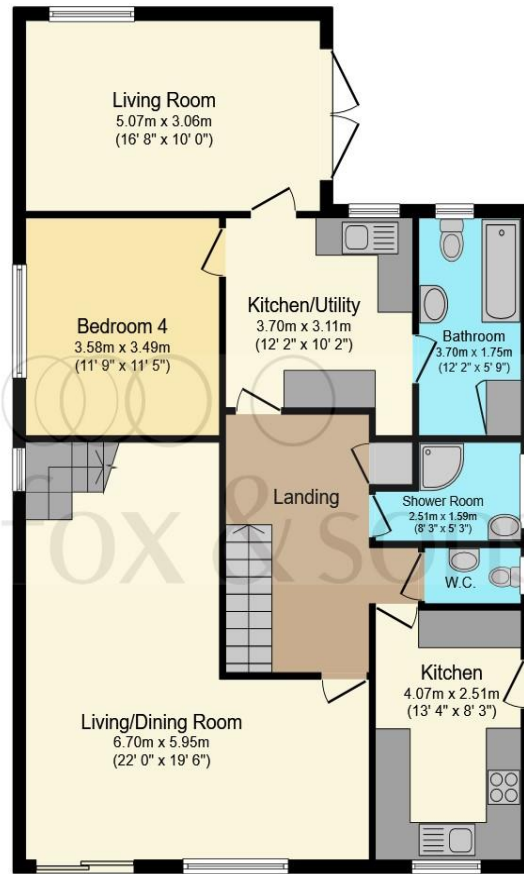 Living Room
5.07m x 3.06m
(16' 8" x 10' 0")
Bedroom 4
3.58m x 3.49m
(11' 9" x 11' 5")
Kitchen/Utility
3.70m x 3.11m
(12' 2" x 10' 2")
Bathroom
3.70m x 1.75m
(12' 2" x 5' 9")
Landing
Shower Room
2.51m x 1.59m
(8' 3" x 5' 3")
fox & sons
W.C.
Kitchen
4.07m x 2.51m
(13' 4" x 8' 3")
Living/Dining Room
6.70m x 5.95m
(22' 0" x 19' 6")